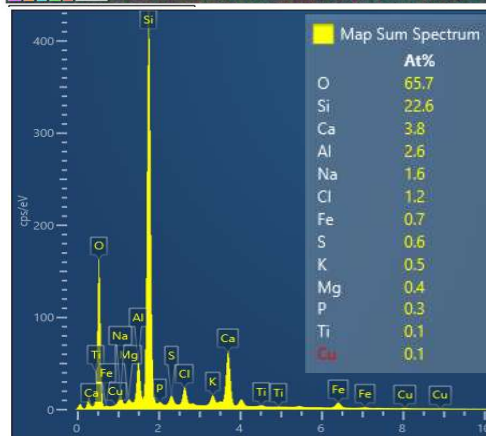 Map Sum Spectrum
At%
O 65.7
Si 22.6
Ca 3.8
Al 2.6
Na 1.6
Cl 1.2
Fe 0.7
S 0.6
K 0.5
Mg 0.4
P 0.3
Ti 0.1
Cu 0.1
cps/eV
400
300
200
100
0
Si
O
Ti
Na
Al
Fe
Mg
Ca
Cu
P
S
Cl
K
Ca
Ti
Ti
Fe
Fe
Cu
Cu
0 2 4 6 8 10